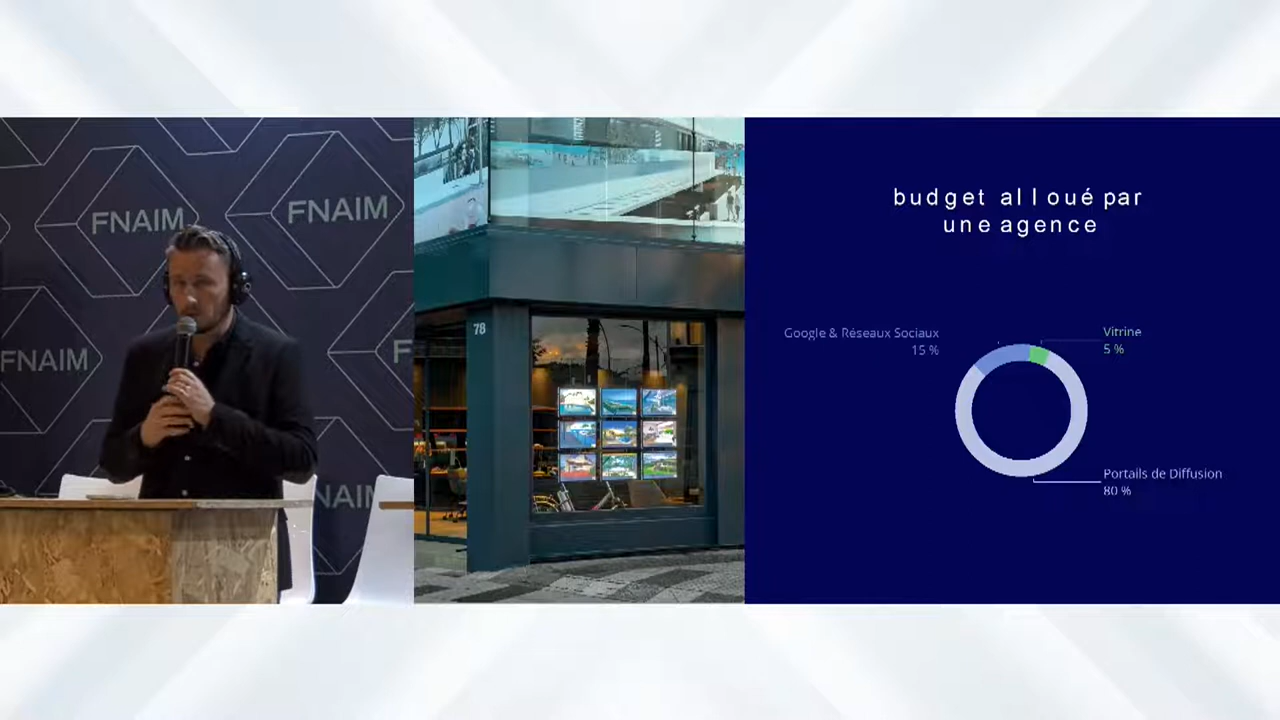 FNAIM
FNAIM
FNAIM
F
NAIM
78
budget alloué par
une agence
Google & Réseaux Sociaux
15 %
Vitrine
5 %
Portails de Diffusion
80 %